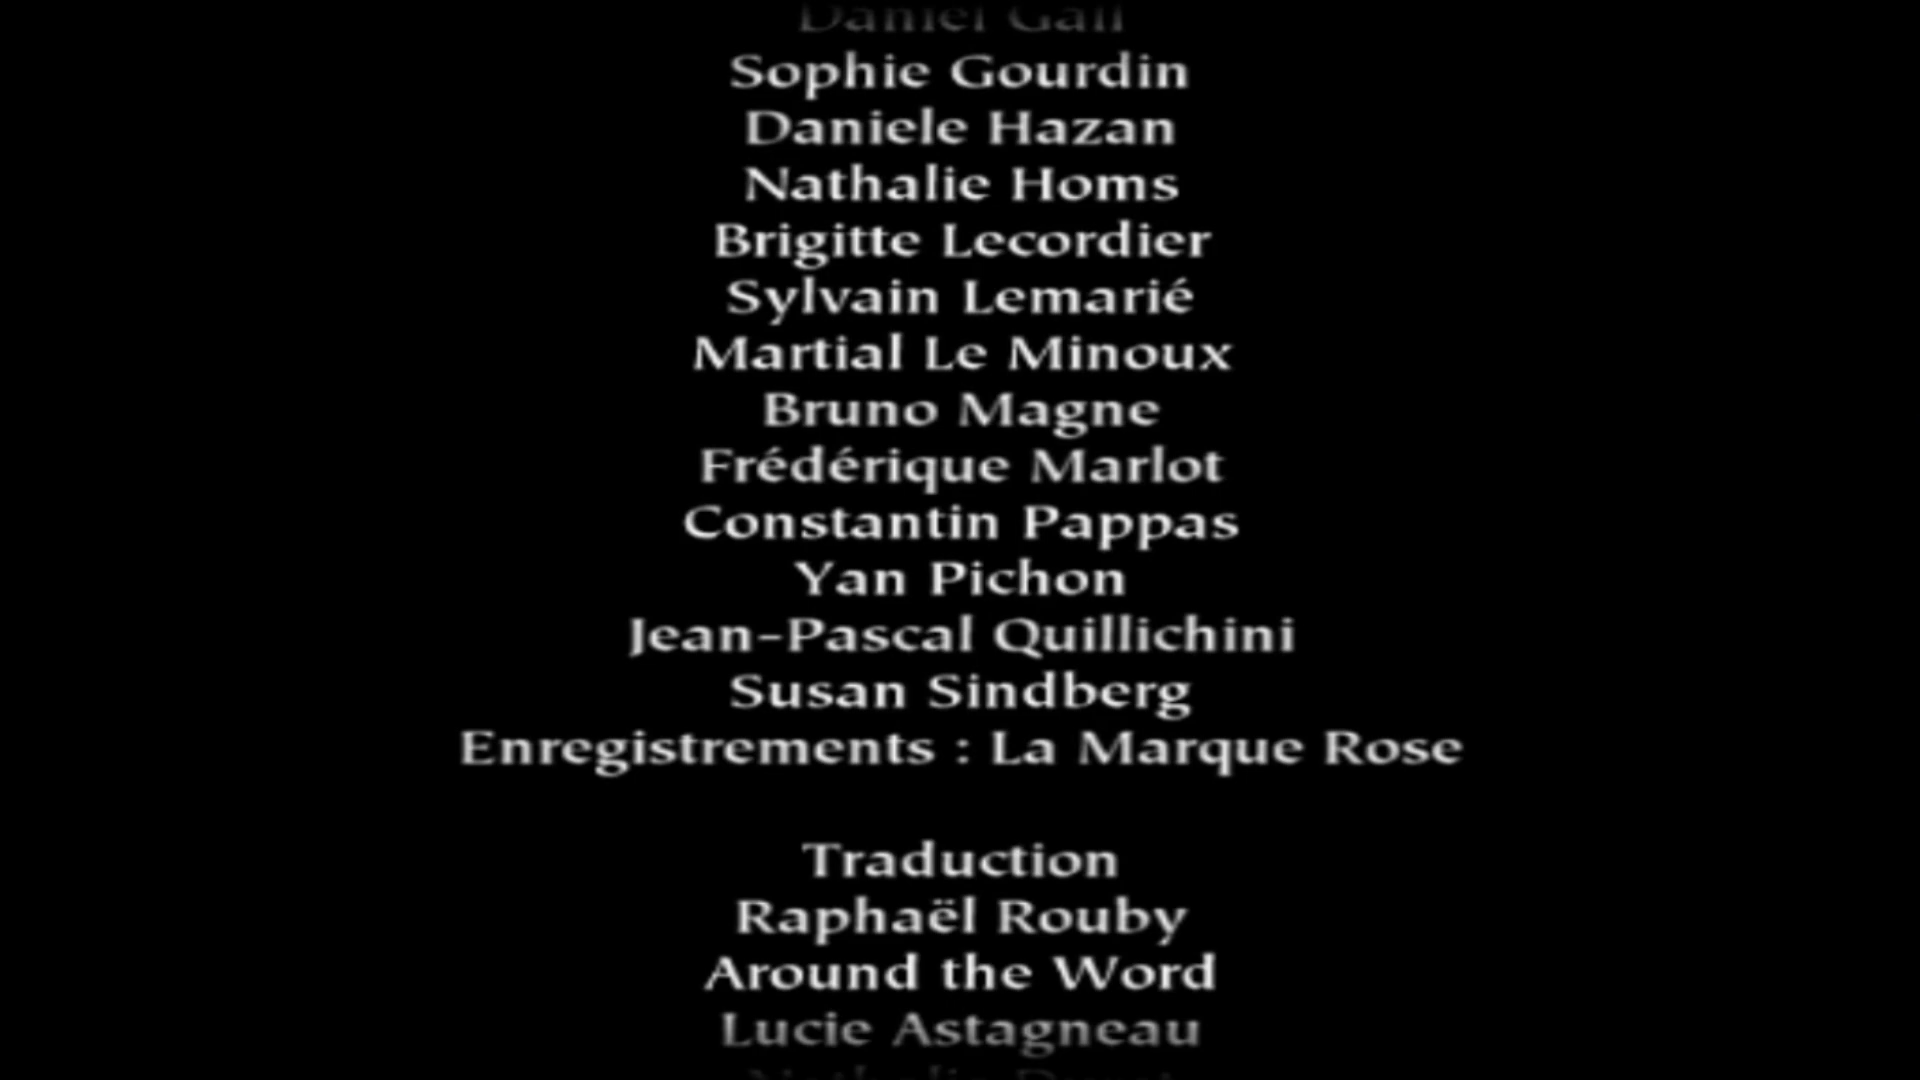 Daniel Gall
Sophie Gourdin
Daniele Hazan
Nathalie Homs
Brigitte Lecordier
Sylvain Lemarié
Martial Le Minoux
Bruno Magne
Frédérique Marlot
Constantin Pappas
Yan Pichon
Jean-Pascal Quillichini
Susan Sindberg
Enregistrements : La Marque Rose
Traduction
Raphaël Rouby
Around the Word
Lucie Astagneau